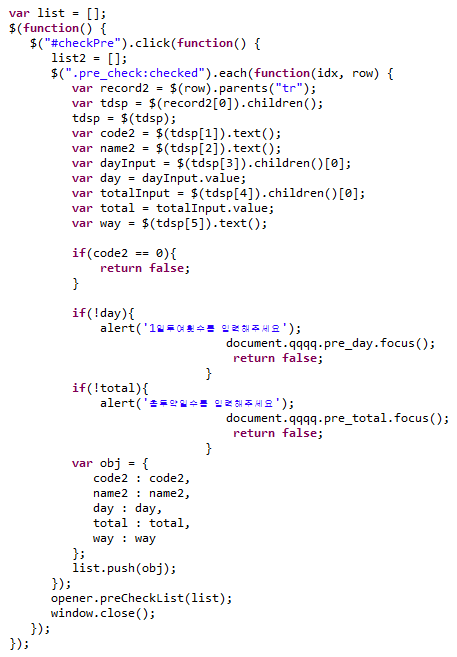 var list = [];
$(function() {
   $("#checkPre").click(function() {
      list2 = [];
      $(".pre_check:checked").each(function(idx, row) {
         var record2 = $(row).parents("tr");
         var tdsp = $(record2[0]).children();
         tdsp = $(tdsp);
         var code2 = $(tdsp[1]).text();
         var name2 = $(tdsp[2]).text();
         var dayInput = $(tdsp[3]).children()[0];
         var day = dayInput.value;
         var totalInput = $(tdsp[4]).children()[0];
         var total = totalInput.value;
         var way = $(tdsp[5]).text();

         if(code2 == 0){
             return false;
         }

         if(!day){
             alert('1일투여횟수를 입력해주세요');
                               document.qqqq.pre_day.focus();
                                return false;
                            }
         if(!total){
             alert('총투약일수를 입력해주세요');
                               document.qqqq.pre_total.focus();
                                return false;
                            }
         var obj = {
            code2 : code2,
            name2 : name2,
            day : day,
            total : total,
            way : way
         };
         list.push(obj);
      });
      opener.preCheckList(list);
      window.close();
   });
});